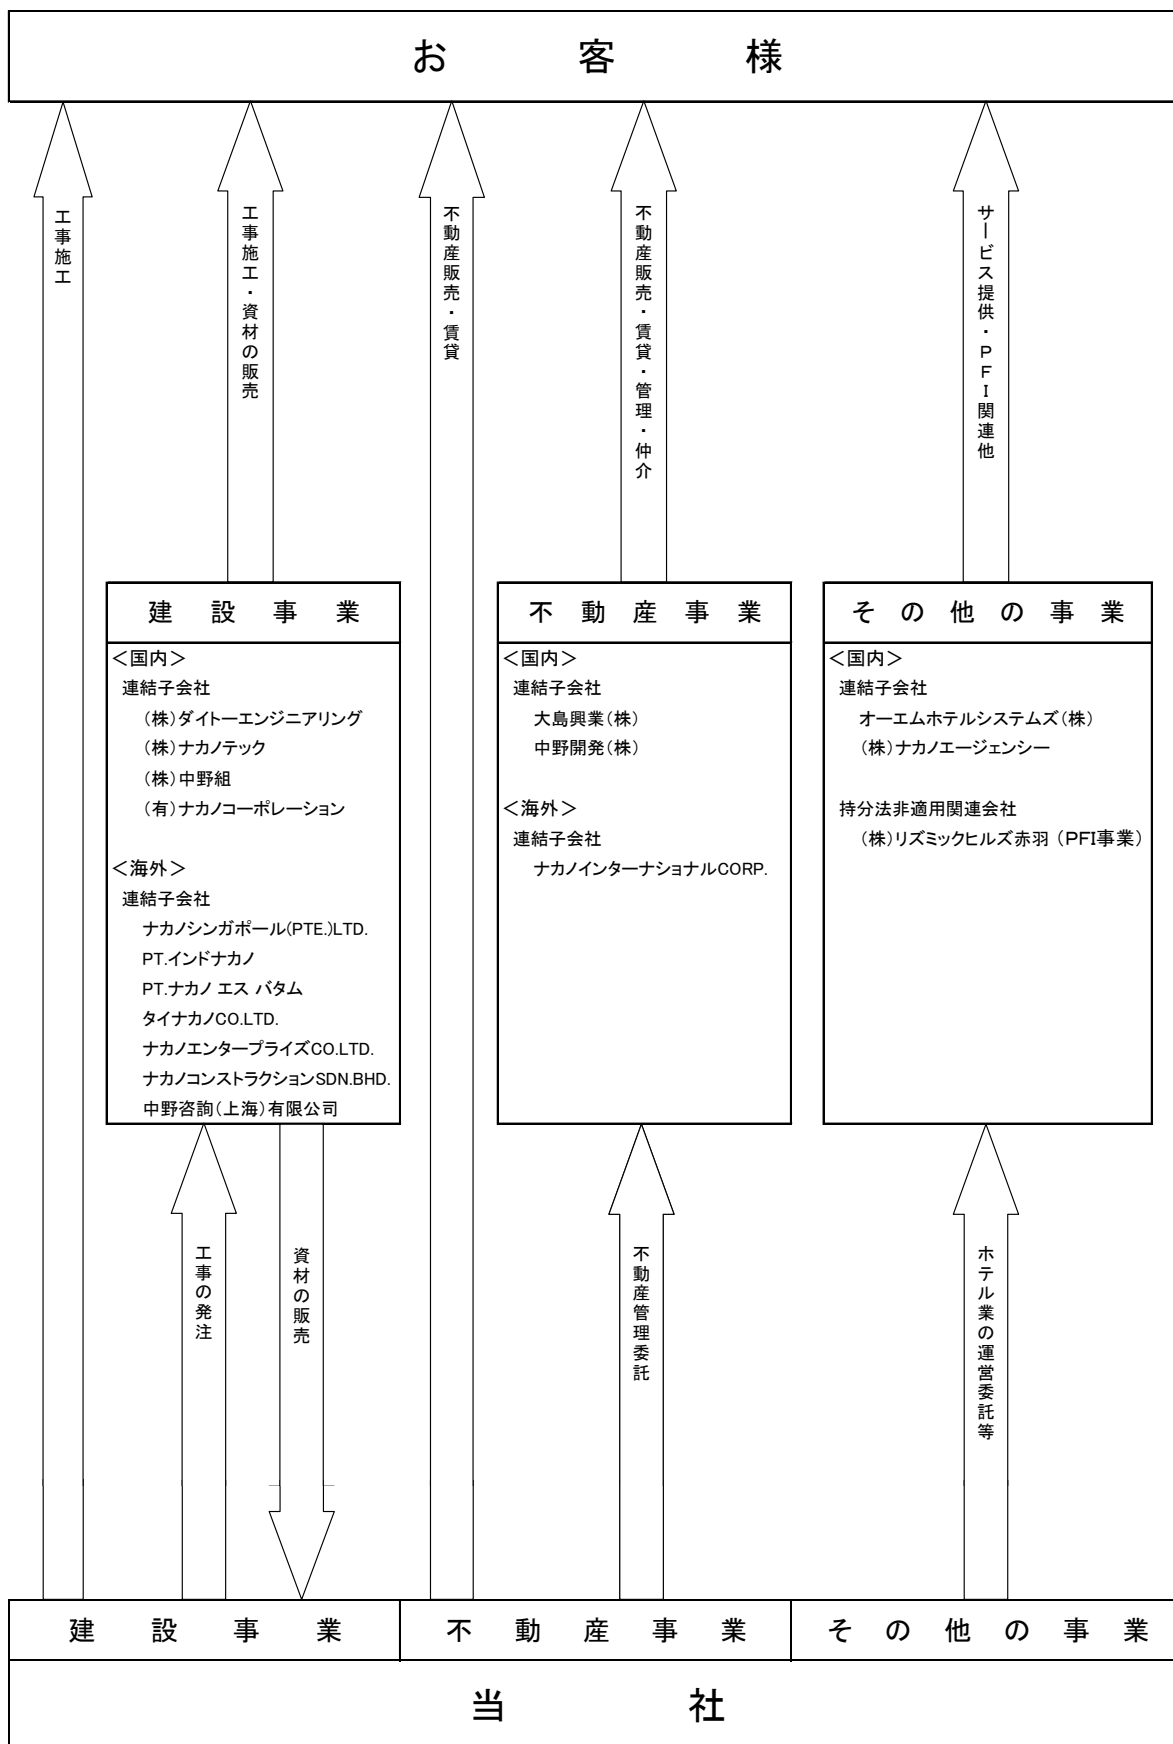 お客様
工事施工
工事施工・資材の販売
不動産販売・賃貸
不動産販売・賃貸・管理・仲介
サービス提供・PFI関連他
建設事業
<国内>
連結子会社
(株)ダイトーエンジニアリング
(株)ナカノテック
(株)中野組
(有)ナカノコーポレーション
<海外>
連結子会社
ナカノシンガポール(PTE.)LTD.
PT.インドナカノ
PT.ナカノ エス バタム
タイナカノCO.LTD.
ナカノエンタープライズCO.LTD.
ナカノコンストラクションSDN.BHD.
中野咨詢(上海)有限公司
不動産事業
<国内>
連結子会社
大島興業(株)
中野開発(株)
<海外>
連結子会社
ナカノインターナショナルCORP.
その他の事業
<国内>
連結子会社
オーエムホテルシステムズ(株)
(株)ナカノエージェンシー
持分法非適用関連会社
(株)リズミックヒルズ赤羽(PFI事業)
工事の発注
資材の販売
不動産管理委託
ホテル業の運営委託等
建設事業
不動産事業
その他の事業
当社